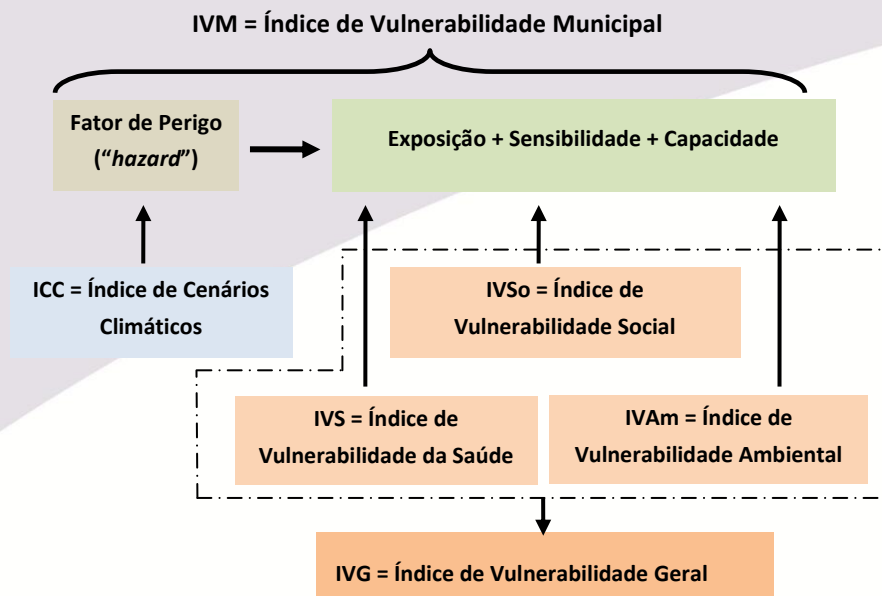 IVM = Índice de Vulnerabilidade Municipal
Fator de Perigo
(“hazard”)
Exposição + Sensibilidade + Capacidade
ICC = Índice de Cenários
Climáticos
IVSo = Índice de
Vulnerabilidade Social
IVS = Índice de
Vulnerabilidade da Saúde
IVAm = Índice de
Vulnerabilidade Ambiental
IVG = Índice de Vulnerabilidade Geral